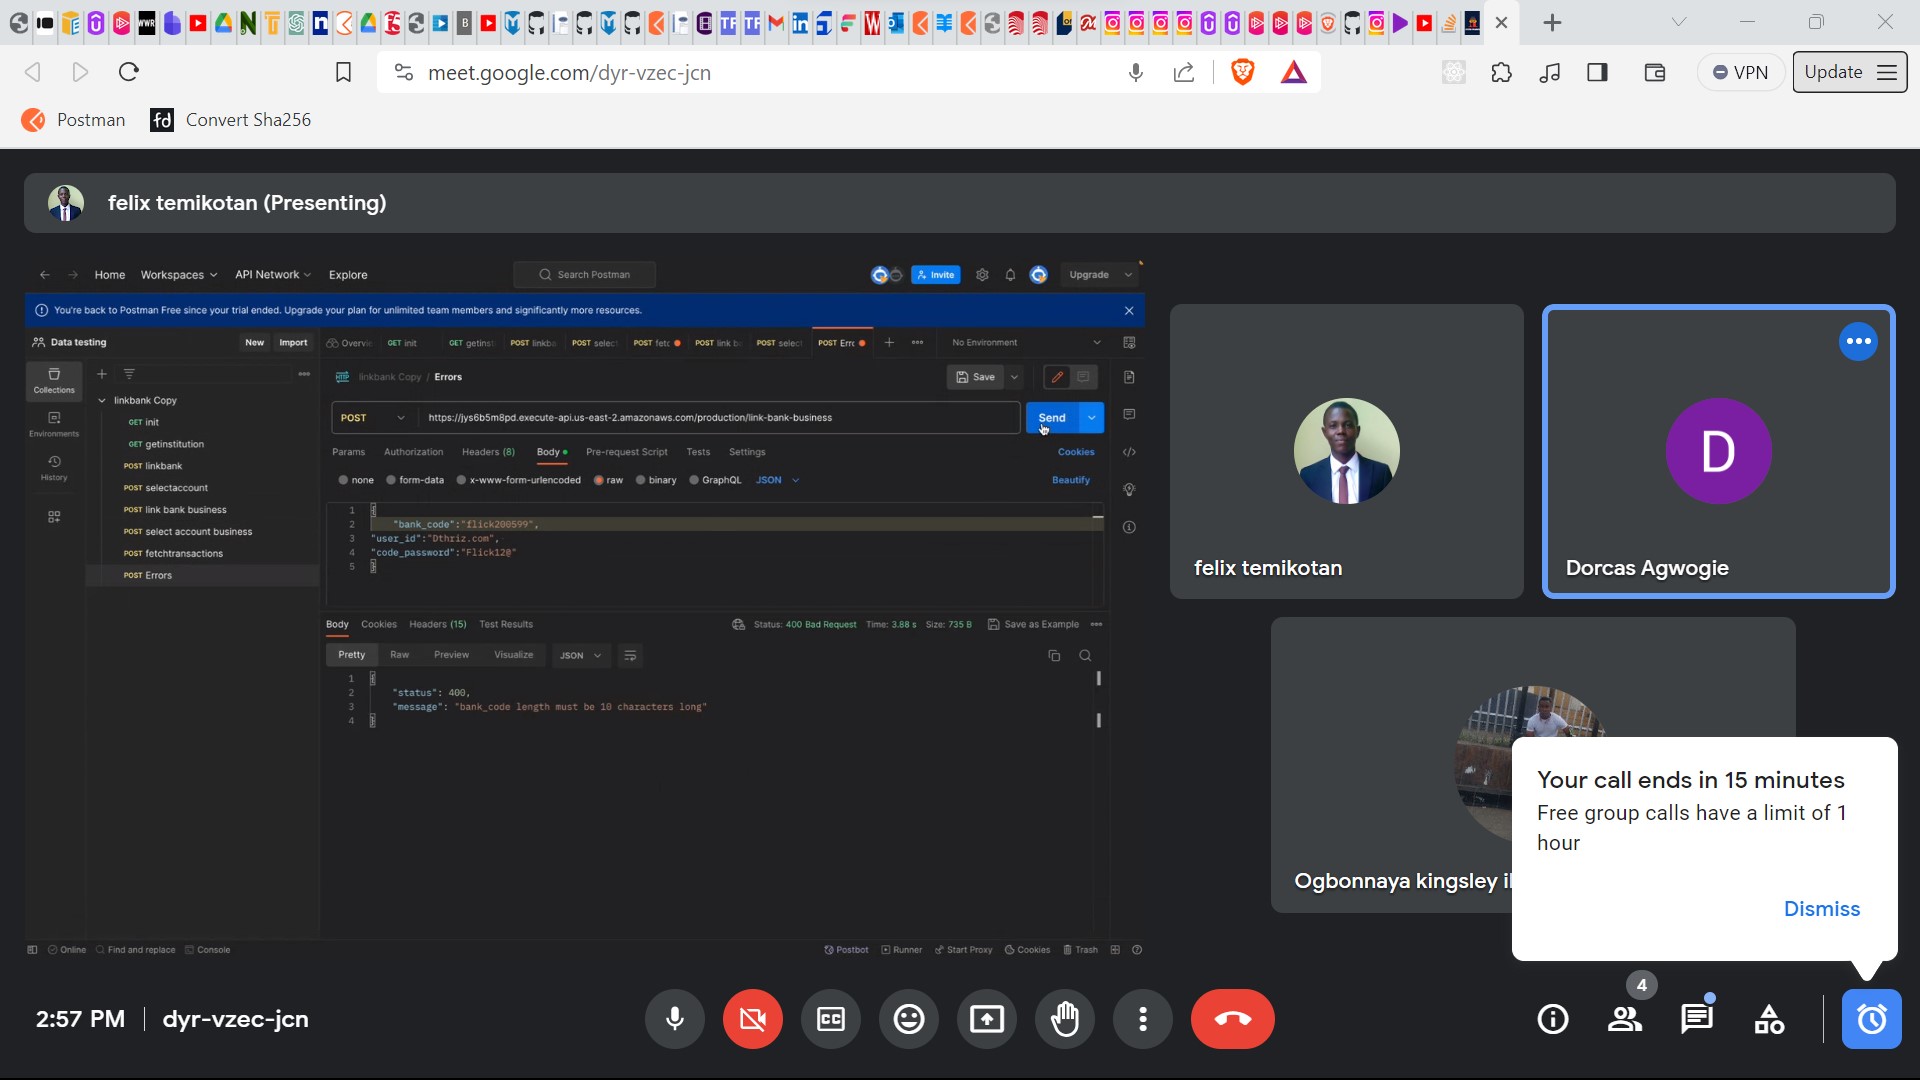 meet.google.com/dyr-vzec-jcn
VPN
Update
Postman
fd
Convert Sha256
felix temikotan (Presenting)
Home Workspaces API Network Explore
Search Postman
Invite
Upgrade
You're back to Postman Free since your trial ended. Upgrade your plan for unlimited team members and significantly more resources.
Data testing
New Import
Overvi GET init GET getinst POST linkba POST selec POST fetc POST link b POST select POST Errc
No Environment
Collections
Environments
History
linkbank Copy
GET init
GET getinstitution
POST linkbank
POST selectaccount
POST link bank business
POST select account business
POST fetchtransactions
POST Errors
HTTP linkbank Copy / Errors
Save
POST
https://jys6b5m8pd.execute-api.us-east-2.amazonaws.com/production/link-bank-business
Send
Params Authorization Headers (8) Body Pre-request Script Tests Settings
Cookies
none form-data x-www-form-urlencoded raw binary GraphQL JSON
Beautify
1
2 "bank_code":"flick200599",
3 "user_id":"Dthriz.com",
4 "code_password":"Flick12@"
5
Body Cookies Headers (15) Test Results
Status: 400 Bad Request Time: 3.88 s Size: 735 B Save as Example
Pretty Raw Preview Visualize JSON
1
2 "status": 400,
3 "message": "bank_code length must be 10 characters long"
4
Online Find and replace Console
Postbot Runner Start Proxy Cookies Trash
felix temikotan
D
Dorcas Agwogie
Ogbonnaya kingsley
Your call ends in 15 minutes
Free group calls have a limit of 1
hour
Dismiss
2:57 PM
dyr-vzec-jcn
CC
4